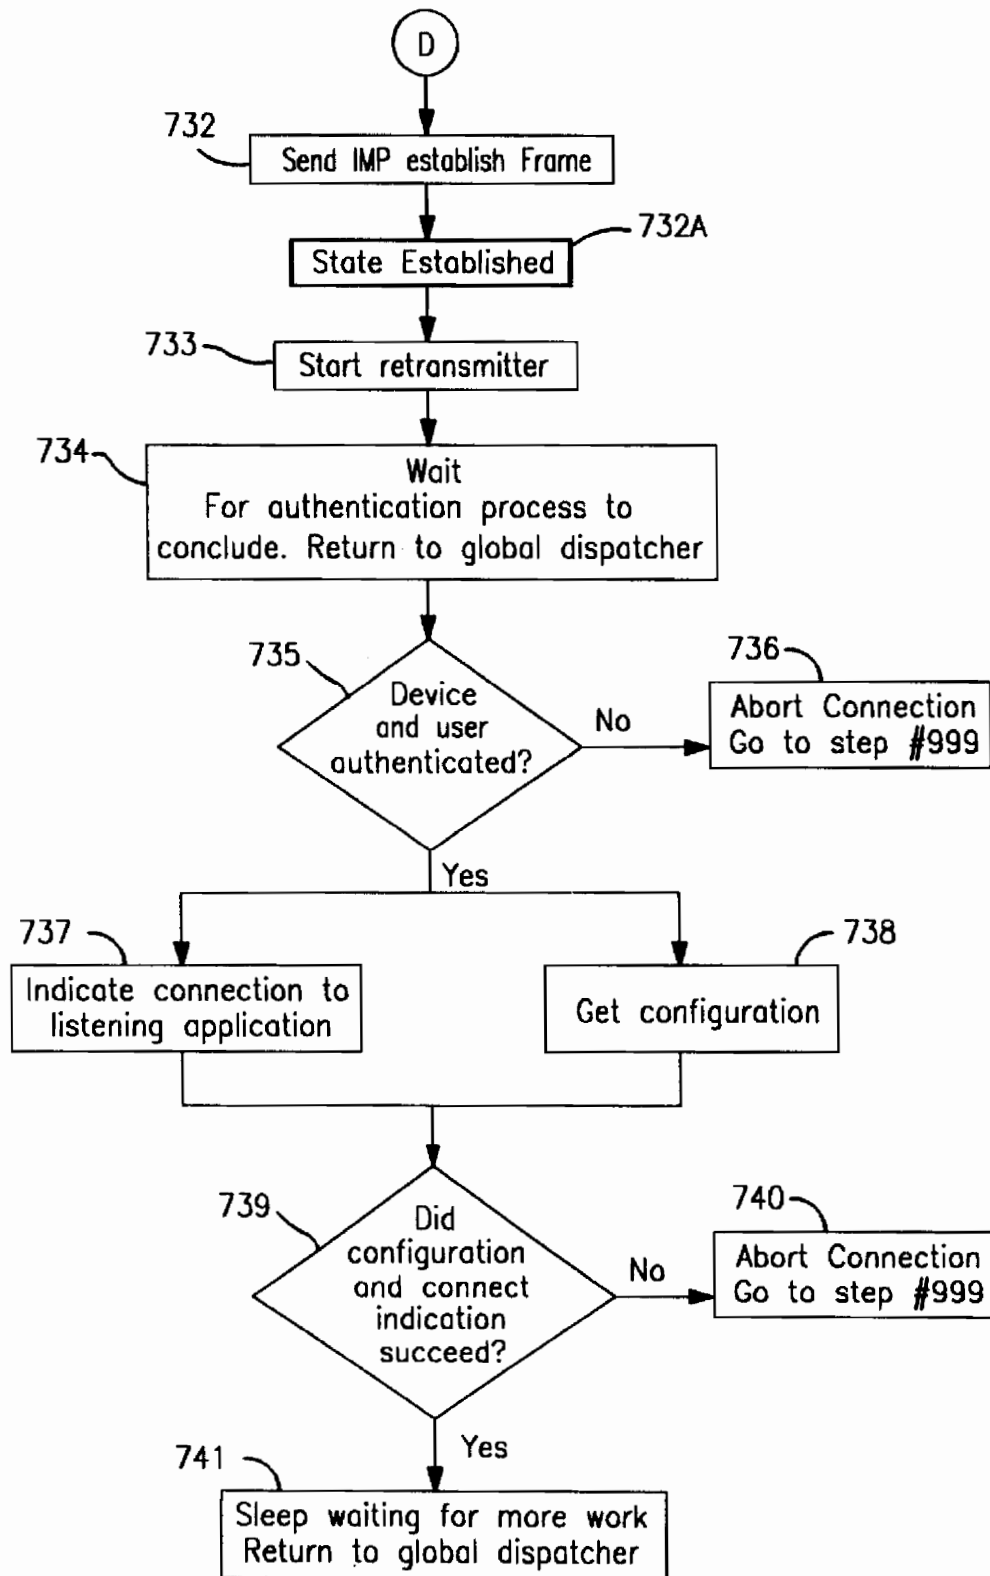 D
732
Send IMP establish Frame
732A
State Established
733
Start retransmitter
734
Wait
For authentication process to
conclude. Return to global dispatcher
735
Device
and user
authenticated?
No
736
Abort Connection
Go to step #999
Yes
737
Indicate connection to
listening application
738
Get configuration
739
Did
configuration
and connect
indication
succeed?
No
740
Abort Connection
Go to step #999
Yes
741
Sleep waiting for more work
Return to global dispatcher